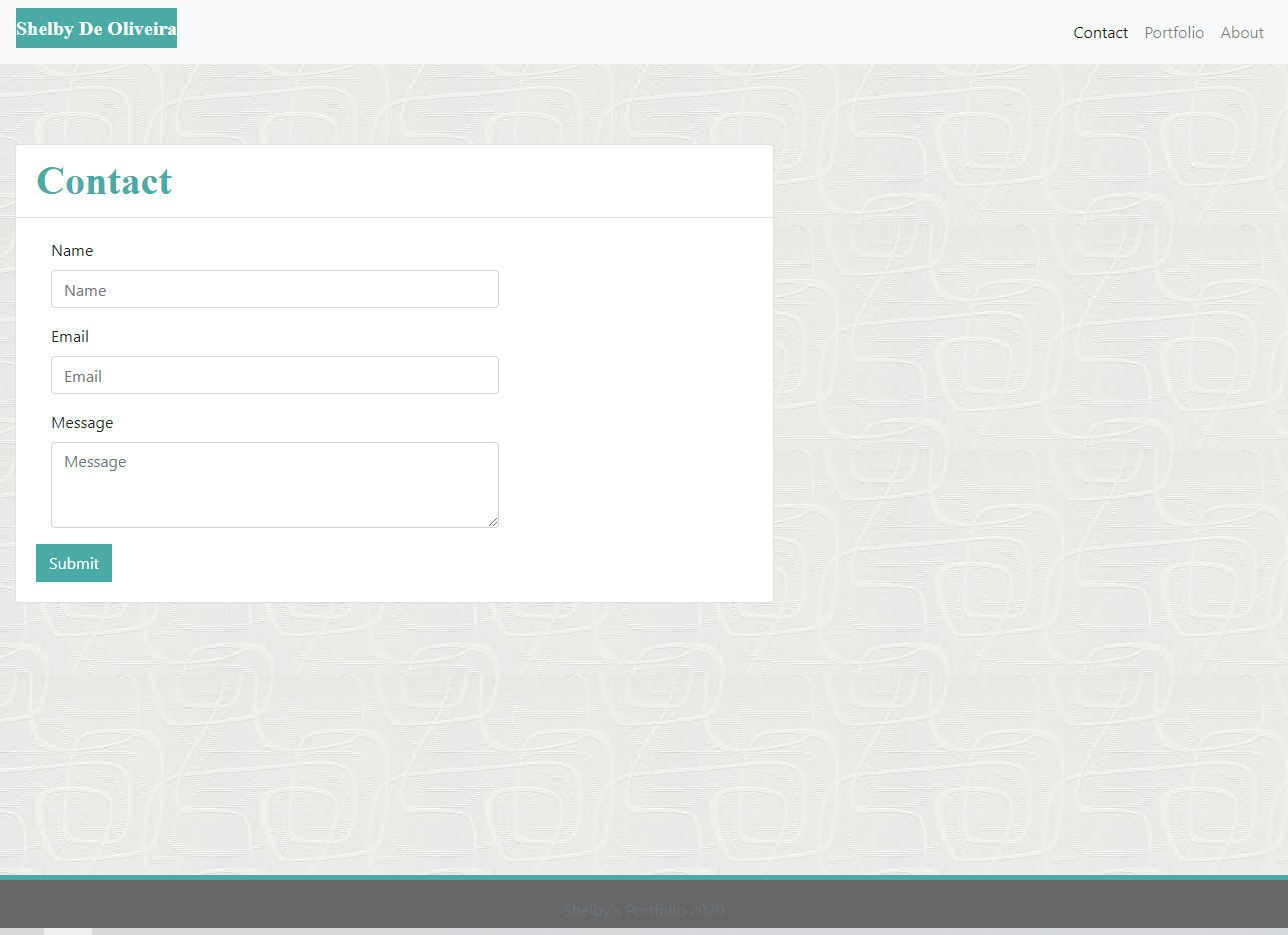 Shelby De Oliveira
Contact Portfolio About
Contact
Name
Name
Email
Email
Message
Message
Submit
Shelby's Portfolio 2020